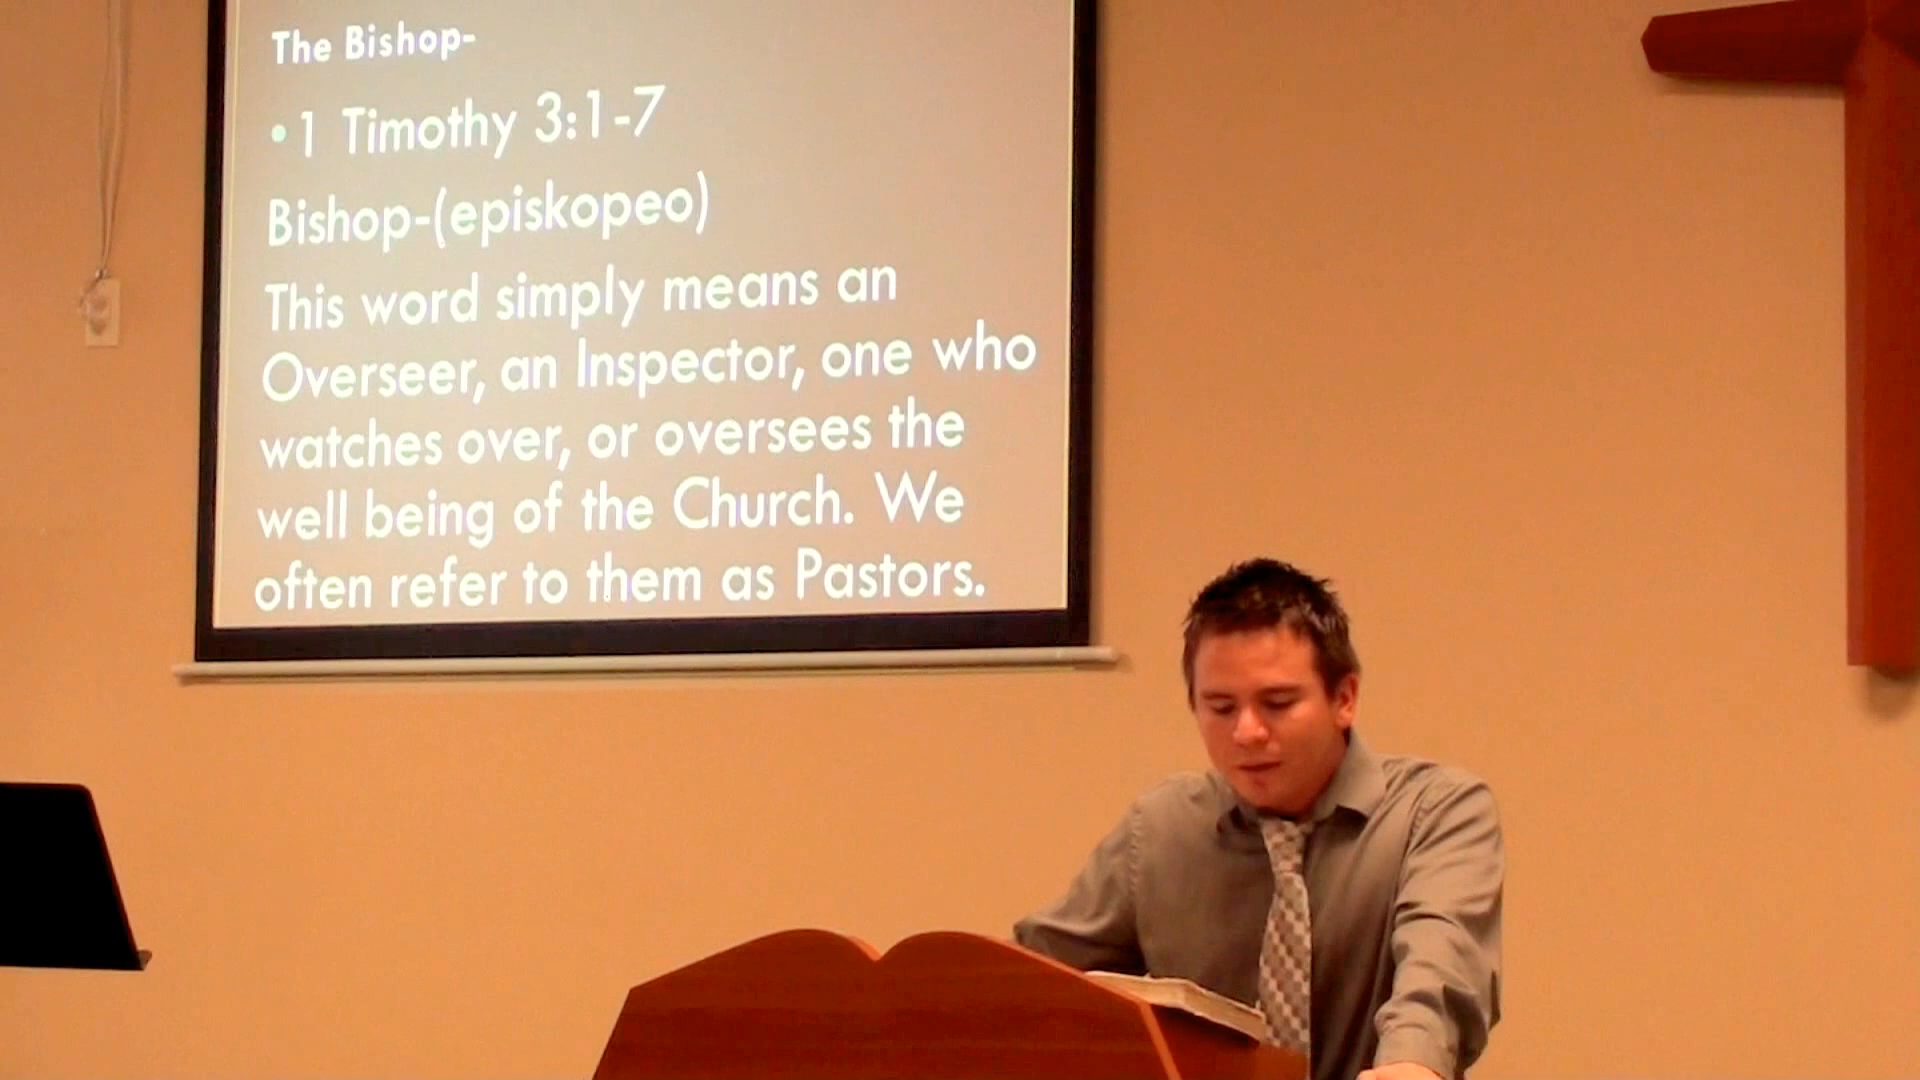 The Bishop-
• 1 Timothy 3:1-7
Bishop-(episkopeo)
This word simply means an
Overseer, an Inspector, one who
watches over, or oversees the
well being of the Church. We
often refer to them as Pastors.